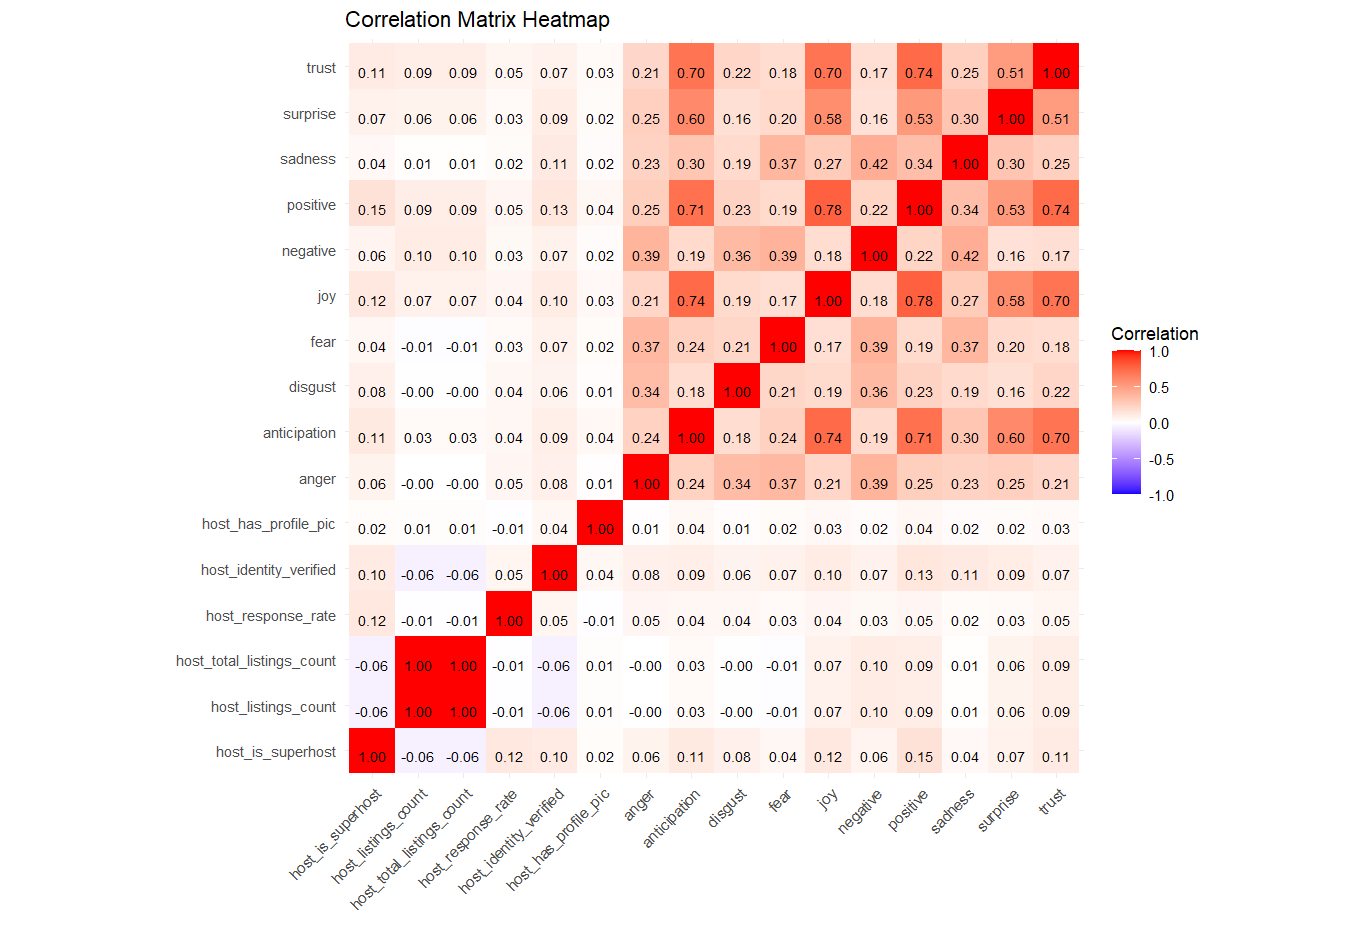 Correlation Matrix Heatmap
trust 0.11 0.09 0.09 0.05 0.07 0.03 0.21 0.70 0.22 0.18 0.70 0.17 0.74 0.25 0.51 1.00
surprise 0.07 0.06 0.06 0.03 0.09 0.02 0.25 0.60 0.16 0.20 0.58 0.16 0.53 0.30 1.00 0.51
sadness 0.04 0.01 0.01 0.02 0.11 0.02 0.23 0.30 0.19 0.37 0.27 0.42 0.34 1.00 0.30 0.25
positive 0.15 0.09 0.09 0.05 0.13 0.04 0.25 0.71 0.23 0.19 0.78 0.22 1.00 0.34 0.53 0.74
negative 0.06 0.10 0.10 0.03 0.07 0.02 0.39 0.19 0.36 0.39 0.18 1.00 0.22 0.42 0.16 0.17
joy 0.12 0.07 0.07 0.04 0.10 0.03 0.21 0.74 0.19 0.17 1.00 0.18 0.78 0.27 0.58 0.70
fear 0.04 -0.01 -0.01 0.03 0.07 0.02 0.37 0.24 0.21 1.00 0.17 0.39 0.19 0.37 0.20 0.18
disgust 0.08 -0.00 -0.00 0.04 0.06 0.01 0.34 0.18 1.00 0.21 0.19 0.36 0.23 0.19 0.16 0.22
anticipation 0.11 0.03 0.03 0.04 0.09 0.04 0.24 1.00 0.18 0.24 0.74 0.19 0.71 0.30 0.60 0.70
anger 0.06 -0.00 -0.00 0.05 0.08 0.01 1.00 0.24 0.34 0.37 0.21 0.39 0.25 0.23 0.25 0.21
host_has_profile_pic 0.02 0.01 0.01 -0.01 0.04 1.00 0.01 0.04 0.01 0.02 0.03 0.02 0.04 0.02 0.02 0.03
host_identity_verified 0.10 -0.06 -0.06 0.05 1.00 0.04 0.08 0.09 0.06 0.07 0.10 0.07 0.13 0.11 0.09 0.07
host_response_rate 0.12 -0.01 -0.01 1.00 0.05 -0.01 0.05 0.04 0.04 0.03 0.04 0.03 0.05 0.02 0.03 0.05
host_total_listings_count -0.06 1.00 1.00 -0.01 -0.06 0.01 -0.00 0.03 -0.00 -0.01 0.07 0.10 0.09 0.01 0.06 0.09
host_listings_count -0.06 1.00 1.00 -0.01 -0.06 0.01 -0.00 0.03 -0.00 -0.01 0.07 0.10 0.09 0.01 0.06 0.09
host_is_superhost 1.00 -0.06 -0.06 0.12 0.10 0.02 0.06 0.11 0.08 0.04 0.12 0.06 0.15 0.04 0.07 0.11
host_is_superhost
host_listings_count
host_total_listings_count
host_response_rate
host_identity_verified
host_has_profile_pic
anger
anticipation
disgust
fear
joy
negative
positive
sadness
surprise
trust
Correlation
1.0
0.5
0.0
-0.5
-1.0